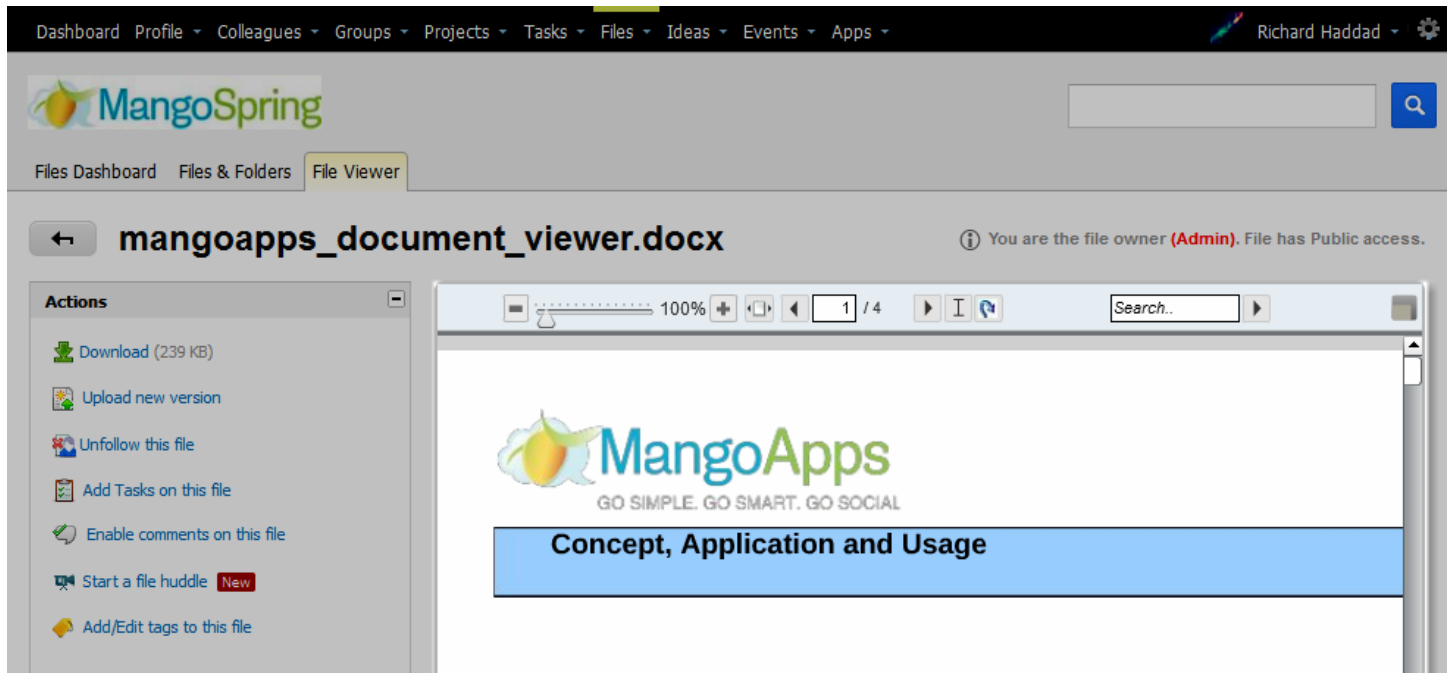 Dashboard Profile Colleagues Groups Projects Tasks Files Ideas Events Apps Richard Haddad
MangoSpring
Files Dashboard Files & Folders File Viewer
mangoapps_document_viewer.docx You are the file owner (Admin). File has Public access.
Actions
100% 1 / 4 Search..
Download (239 KB)
Upload new version
Unfollow this file
Add Tasks on this file
Enable comments on this file
Start a file huddle New
Add/Edit tags to this file
MangoApps
GO SIMPLE. GO SMART. GO SOCIAL
Concept, Application and Usage